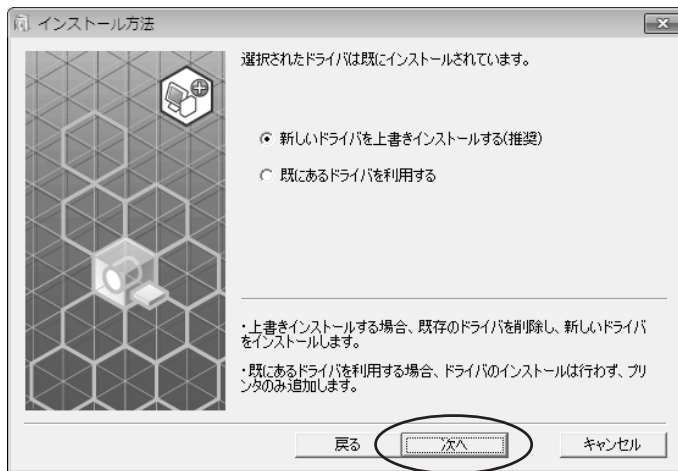 インストール方法
選択されたドライバは既にインストールされています。
新しいドライバを上書きインストールする(推奨)
既にあるドライバを利用する
・上書きインストールする場合、既存のドライバを削除し、新しいドライバ
をインストールします。
・既にあるドライバを利用する場合、ドライバのインストールは行わず、プリ
ンタのみ追加します。
戻る
次へ
キャンセル